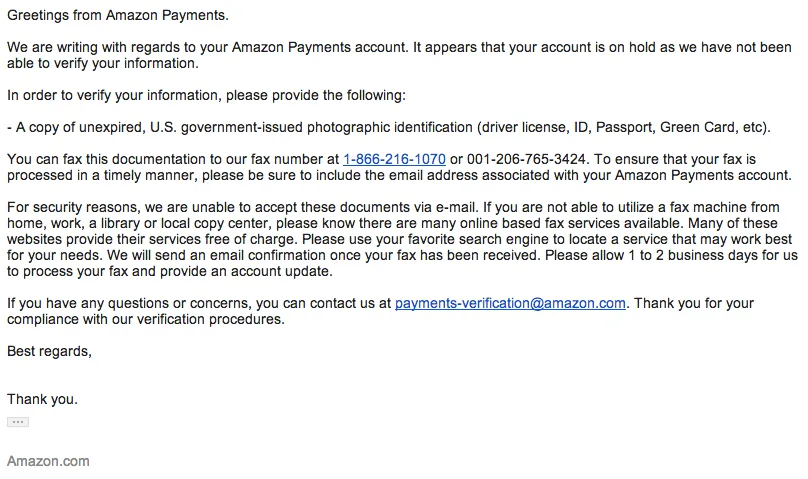 Greetings from Amazon Payments.
We are writing with regards to your Amazon Payments account. It appears that your account is on hold as we have not been
able to verify your information.
In order to verify your information, please provide the following:
- A copy of unexpired, U.S. government-issued photographic identification (driver license, ID, Passport, Green Card, etc).
You can fax this documentation to our fax number at 1-866-216-1070 or 001-206-765-3424. To ensure that your fax is
processed in a timely manner, please be sure to include the email address associated with your Amazon Payments account.
For security reasons, we are unable to accept these documents via e-mail. If you are not able to utilize a fax machine from
home, work, a library or local copy center, please know there are many online based fax services available. Many of these
websites provide their services free of charge. Please use your favorite search engine to locate a service that may work best
for your needs. We will send an email confirmation once your fax has been received. Please allow 1 to 2 business days for us
to process your fax and provide an account update.
If you have any questions or concerns, you can contact us at payments-verification@amazon.com. Thank you for your
compliance with our verification procedures.
Best regards,
Thank you.
Amazon.com